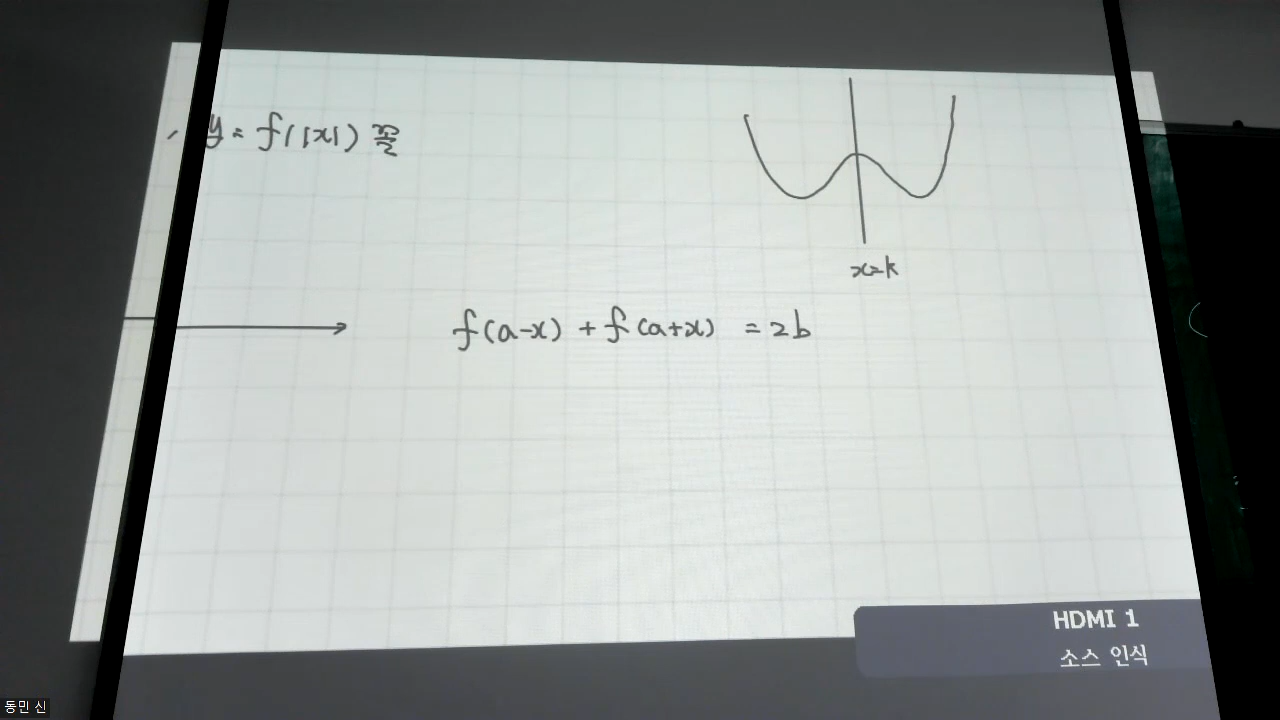 y = f(|x|) 꼴
x=k
f(a-x) + f(a+x) = 2b
HDMI 1
소스 인식
동민 신